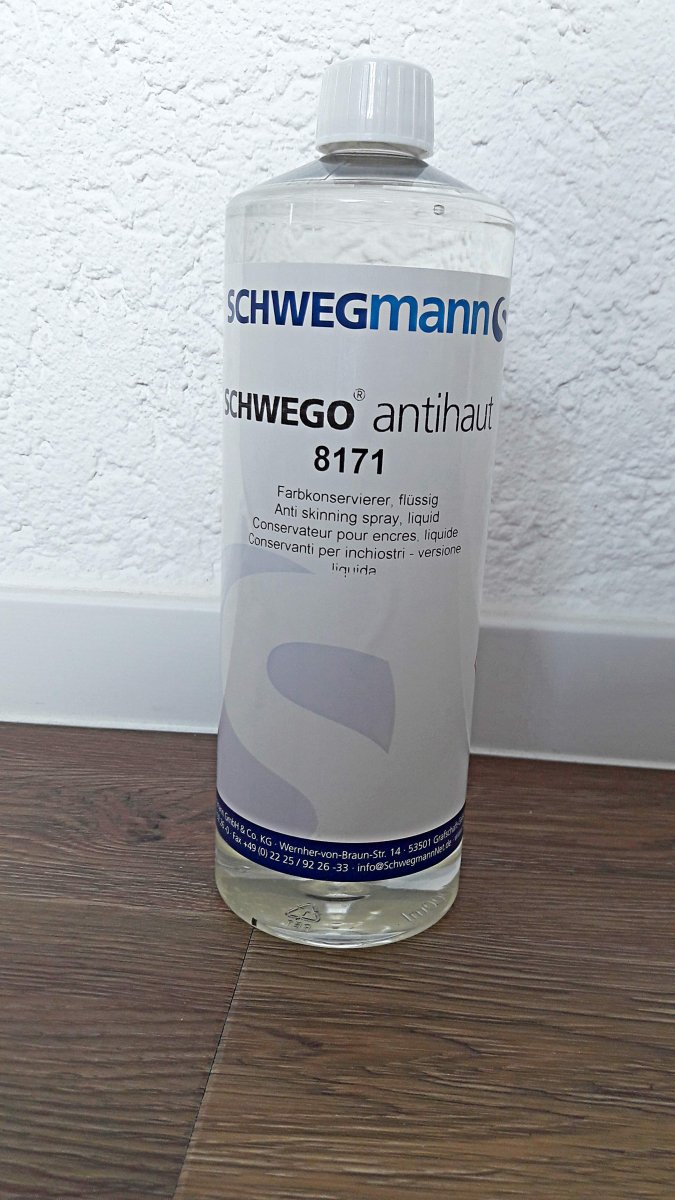 SCHWEGmann
SCHWEGO® antihaut
8171
Farbkonservierer, flüssig
Anti skinning spray, liquid
Conservateur pour encres, liquide
Conservanti per inchiostri - versione
liquida
GmbH & Co. KG · Wernher-von-Braun-Str. 14 · 53501
Fax +49 (0) 22 25 / 92 26 -33 · info@SchwegmannNet.de